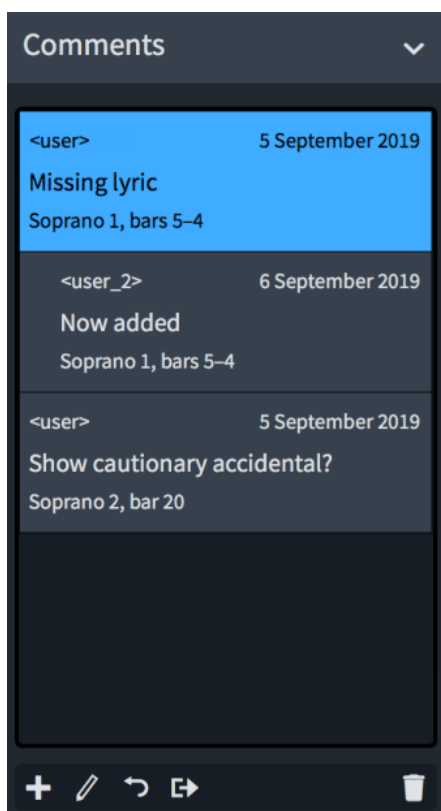 Comments
<user> 5 September 2019
Missing lyric
Soprano 1, bars 5–4
<user_2> 6 September 2019
Now added
Soprano 1, bars 5–4
<user> 5 September 2019
Show cautionary accidental?
Soprano 2, bar 20